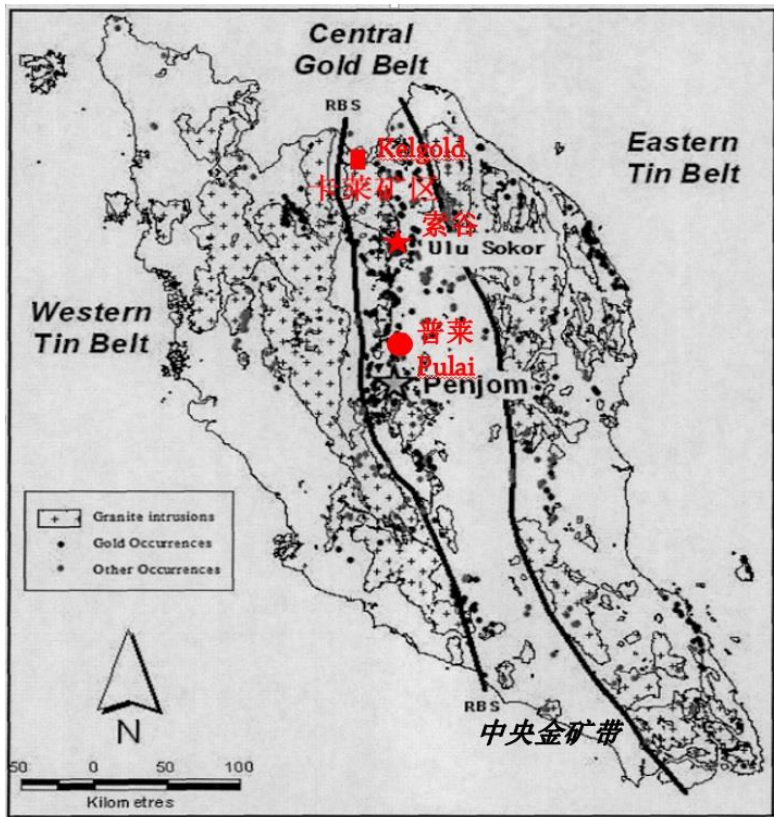 Central
Gold Belt
RBS
Kelgold
卡莱矿区
Eastern
Tin Belt
索谷
Ulu Sokor
Western
Tin Belt
普莱
Pulai
Penjom
Granite intrusions
Gold Occurrences
Other Occurrences
N
RBS
中央金矿带
50 0 50 100
Kilometres